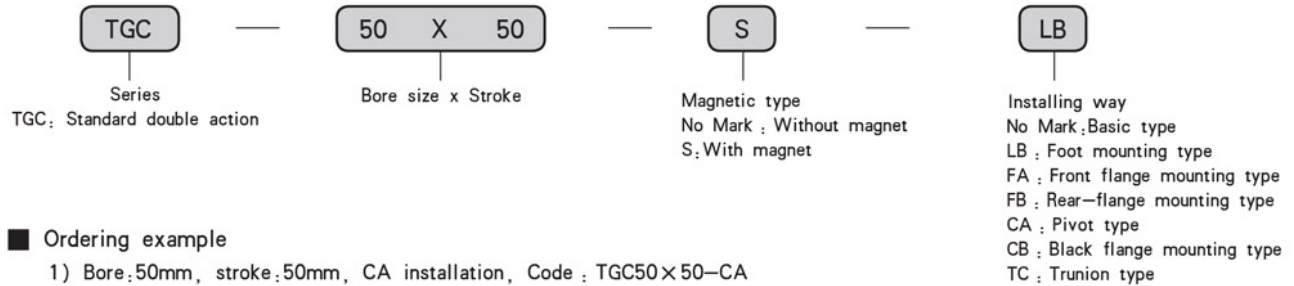 TGC — 50 X 50 — S — LB
Series
TGC: Standard double action
Bore size x Stroke
Magnetic type
No Mark : Without magnet
S:With magnet
Installing way
No Mark:Basic type
LB : Foot mounting type
FA : Front flange mounting type
FB : Rear-flange mounting type
CA : Pivot type
CB : Black flange mounting type
TC : Trunion type
■ Ordering example
1) Bore:50mm, stroke:50mm, CA installation, Code : TGC50×50-CA